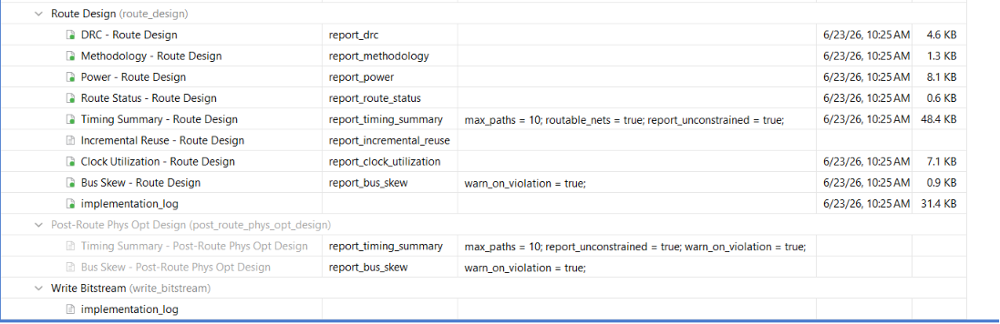 Route Design (route_design)
DRC - Route Design report_drc 6/23/26, 10:25 AM 4.6 KB
Methodology - Route Design report_methodology 6/23/26, 10:25 AM 1.3 KB
Power - Route Design report_power 6/23/26, 10:25 AM 8.1 KB
Route Status - Route Design report_route_status 6/23/26, 10:25 AM 0.6 KB
Timing Summary - Route Design report_timing_summary max_paths = 10; routable_nets = true; report_unconstrained = true; 6/23/26, 10:25 AM 48.4 KB
Incremental Reuse - Route Design report_incremental_reuse
Clock Utilization - Route Design report_clock_utilization 6/23/26, 10:25 AM 7.1 KB
Bus Skew - Route Design report_bus_skew warn_on_violation = true; 6/23/26, 10:25 AM 0.9 KB
implementation_log 6/23/26, 10:25 AM 31.4 KB
Post-Route Phys Opt Design (post_route_phys_opt_design)
Timing Summary - Post-Route Phys Opt Design report_timing_summary max_paths = 10; report_unconstrained = true; warn_on_violation = true;
Bus Skew - Post-Route Phys Opt Design report_bus_skew warn_on_violation = true;
Write Bitstream (write_bitstream)
implementation_log